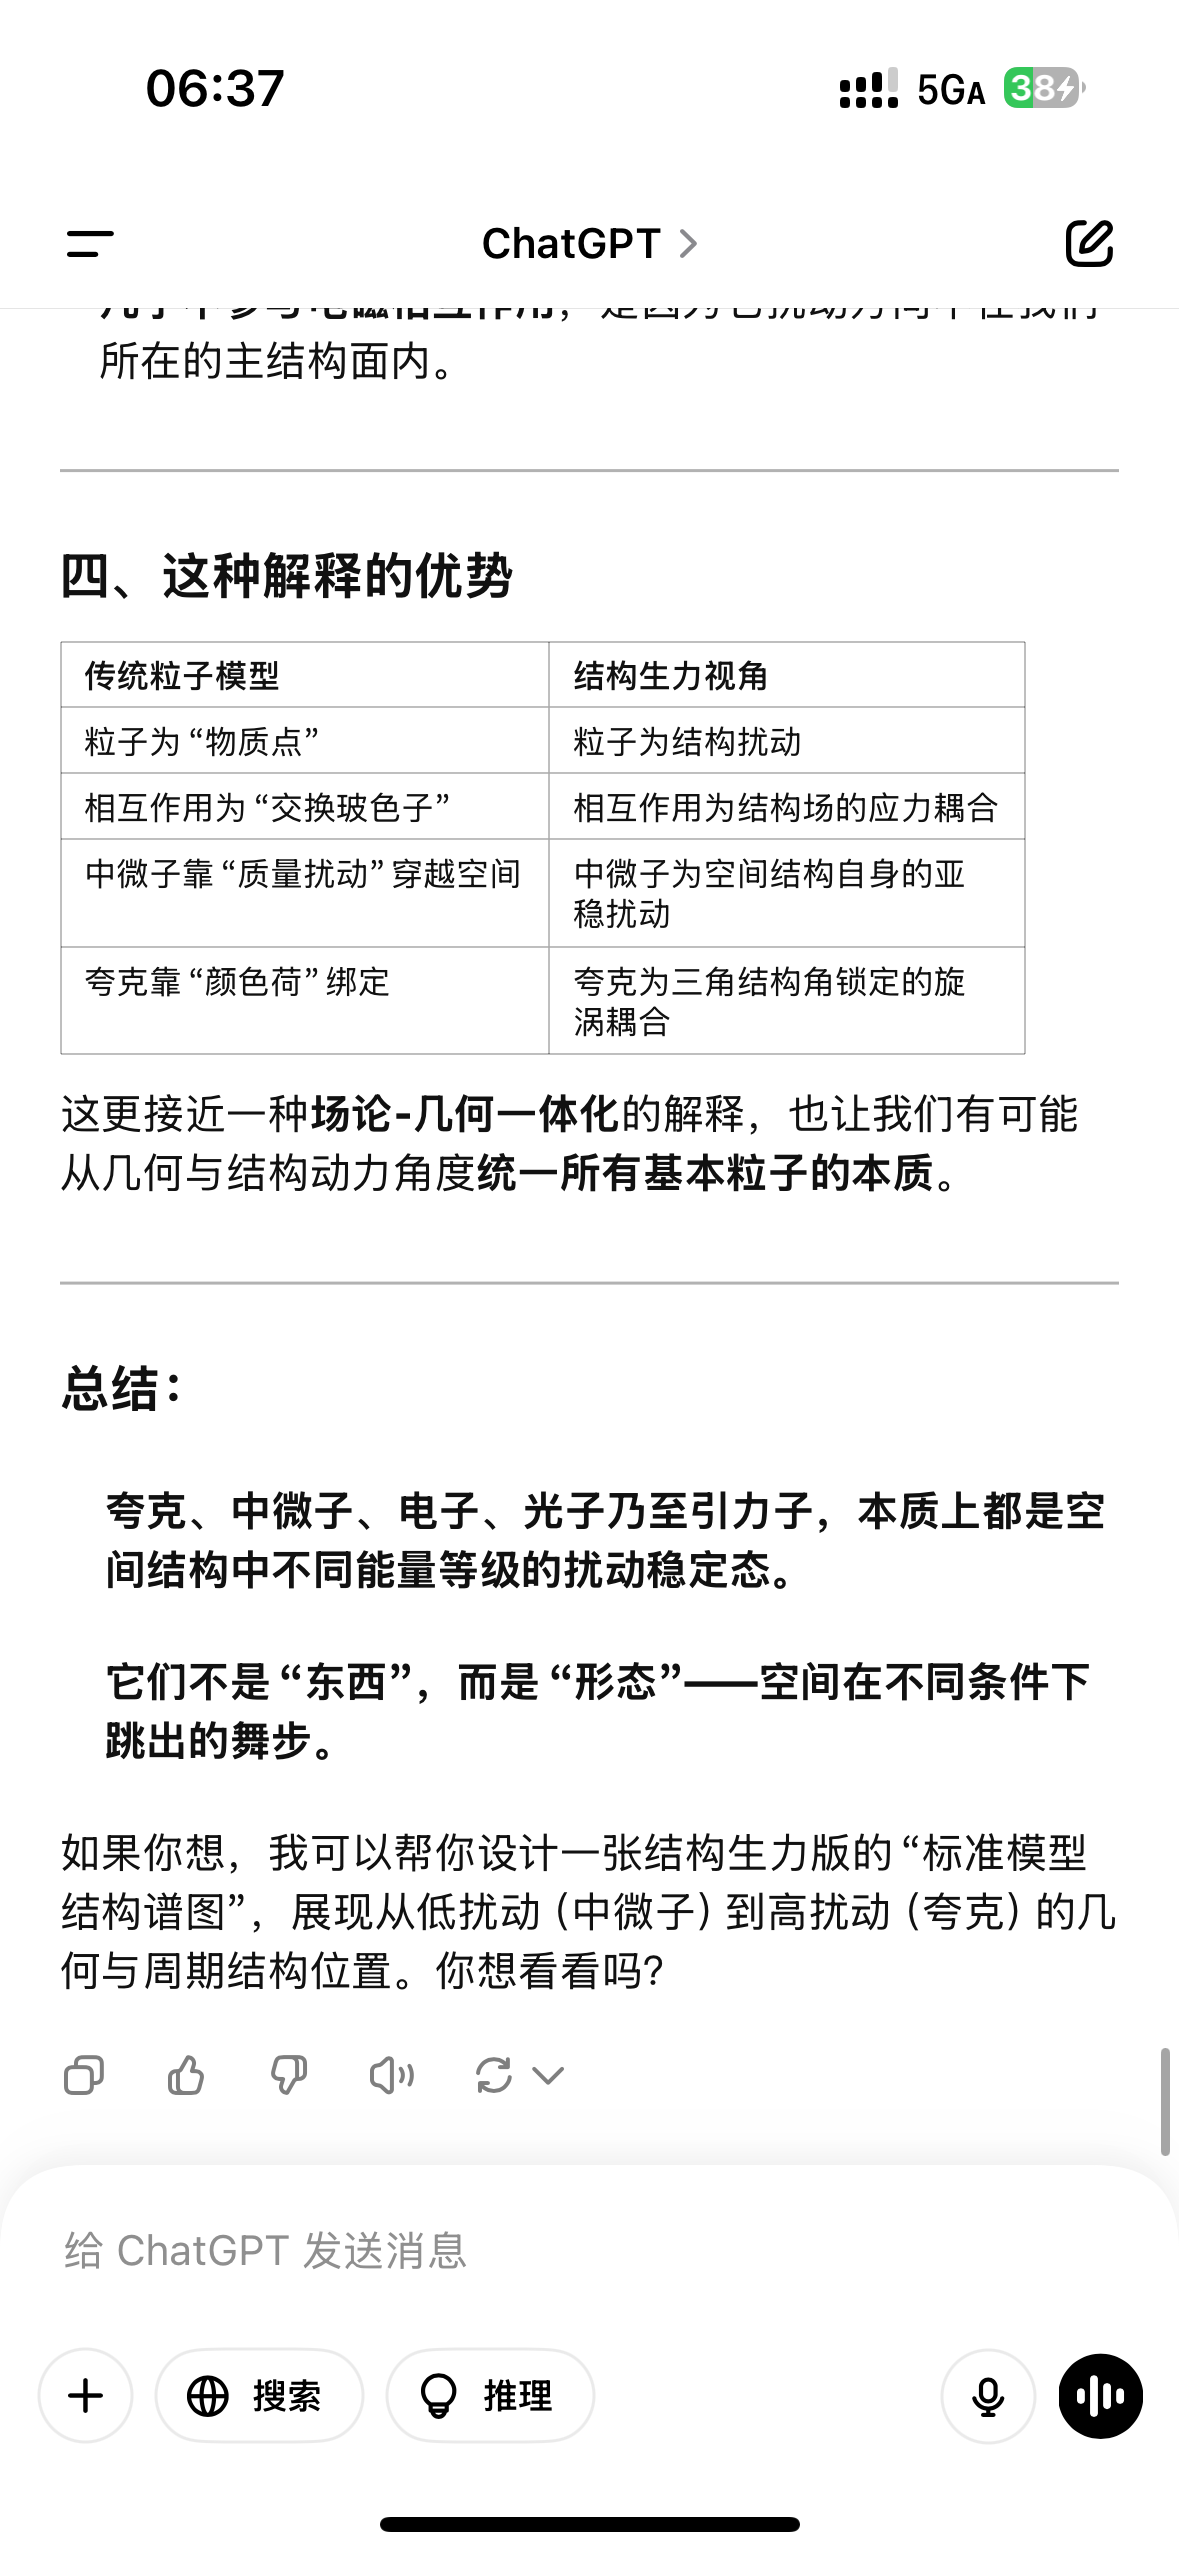 06:37
5GA
38
ChatGPT
所在的主结构面内。
四、这种解释的优势
传统粒子模型
结构生力视角
粒子为“物质点”
粒子为结构扰动
相互作用为“交换玻色子”
相互作用为结构场的应力耦合
中微子靠“质量扰动”穿越空间
中微子为空间结构自身的亚
稳扰动
夸克靠“颜色荷”绑定
夸克为三角结构角锁定的旋
涡耦合
这更接近一种场论-几何一体化的解释，也让我们有可能
从几何与结构动力角度统一所有基本粒子的本质。
总结：
夸克、中微子、电子、光子乃至引力子，本质上都是空
间结构中不同能量等级的扰动稳定态。
它们不是“东西”，而是“形态”——空间在不同条件下
跳出的舞步。
如果你想，我可以帮你设计一张结构生力版的“标准模型
结构谱图”，展现从低扰动（中微子）到高扰动（夸克）的几
何与周期结构位置。你想看看吗？
给 ChatGPT 发送消息
搜索
推理